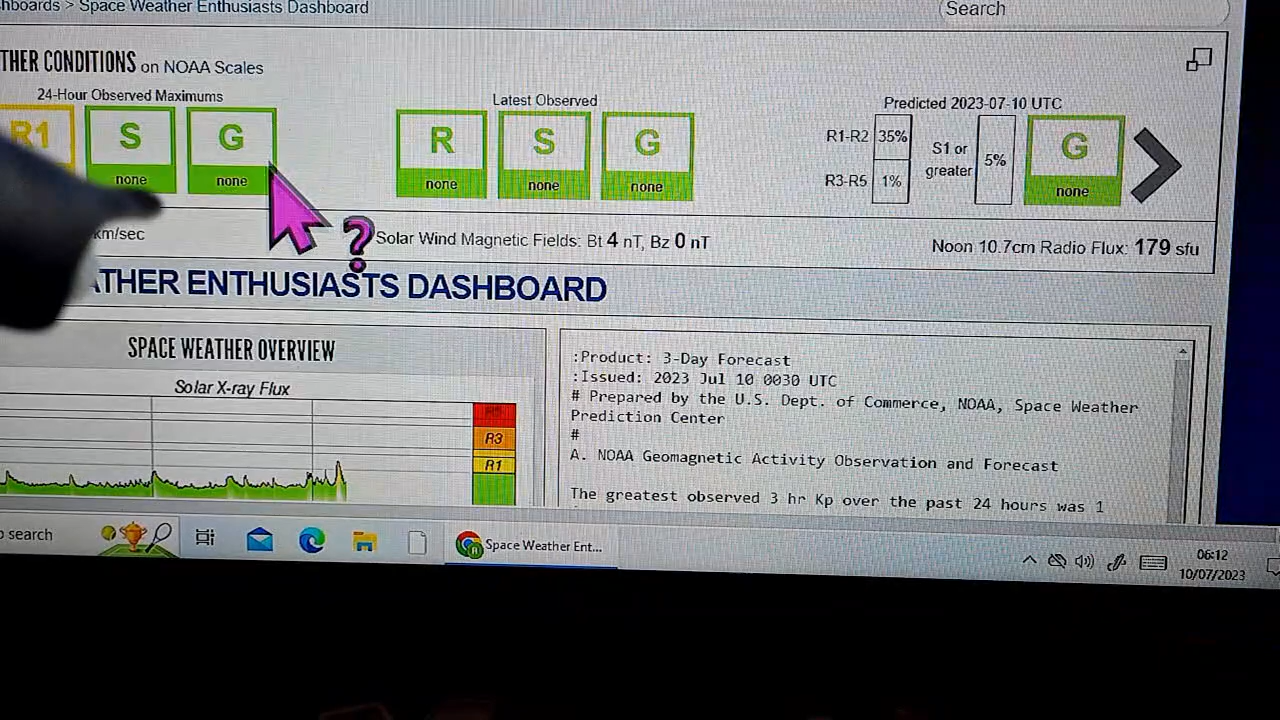 hboards > Space Weather Enthusiasts Dashboard
Search
THER CONDITIONS on NOAA Scales
24-Hour Observed Maximums
R1
S
none
G
none
Latest Observed
R
none
S
none
G
none
Predicted 2023-07-10 UTC
R1-R2 35%
R3-R5 1%
S1 or
greater
5%
G
none
km/sec
?
Solar Wind Magnetic Fields: Bt 4 nT, Bz 0 nT
Noon 10.7cm Radio Flux: 179 sfu
ATHER ENTHUSIASTS DASHBOARD
SPACE WEATHER OVERVIEW
Solar X-ray Flux
R3
R1
:Product: 3-Day Forecast
:Issued: 2023 Jul 10 0030 UTC
# Prepared by the U.S. Dept. of Commerce, NOAA, Space Weather
Prediction Center
#
A. NOAA Geomagnetic Activity Observation and Forecast
The greatest observed 3 hr Kp over the past 24 hours was 1
search
Space Weather Ent...
06:12
10/07/2023